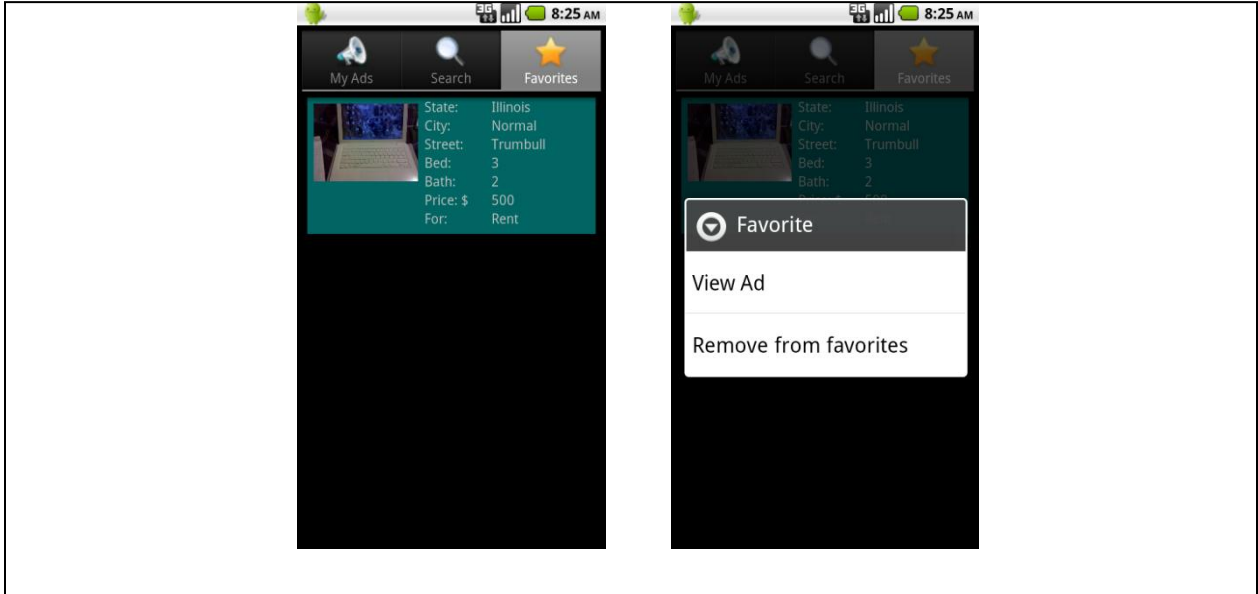 3G 8:25 AM
My Ads Search Favorites
State: Illinois
City: Normal
Street: Trumbull
Bed: 3
Bath: 2
Price: $ 500
For: Rent
3G 8:25 AM
My Ads Search Favorites
State: Illinois
City: Normal
Street: Trumbull
Bed: 3
Bath: 2
Favorite
View Ad
Remove from favorites